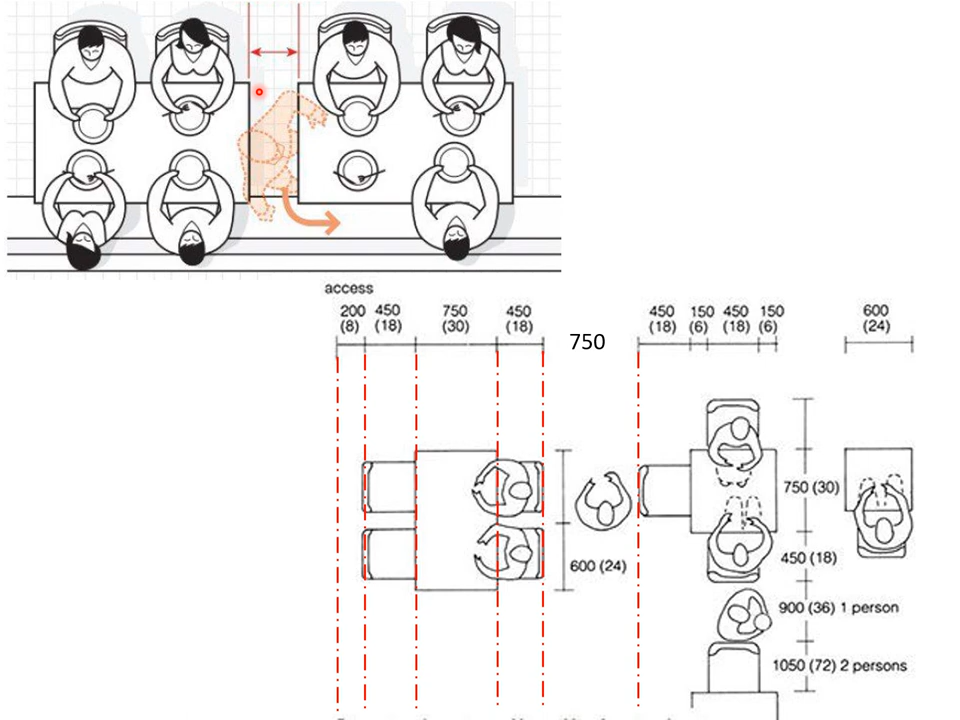 access
200 450 750 450 450 150 450 150 600
(8) (18) (30) (18) (18) (6) (18) (6) (24)
750
750 (30)
450 (18)
600 (24)
900 (36) 1 person
1050 (72) 2 persons